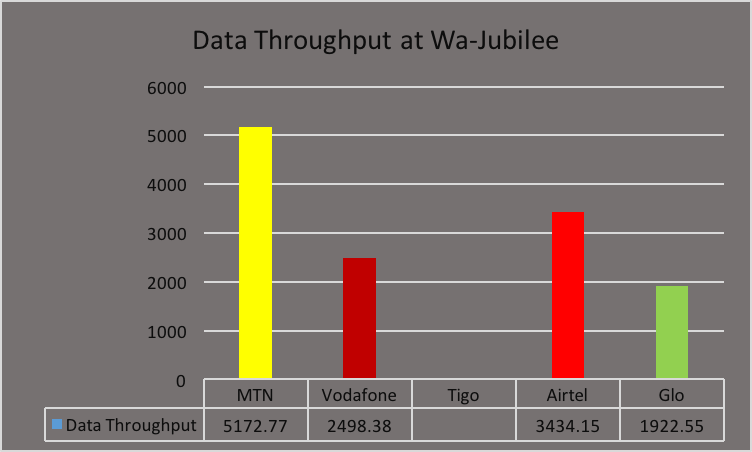 Data Throughput at Wa-Jubilee
6000
5000
4000
3000
2000
1000
0
MTN Vodafone Tigo Airtel Glo
Data Throughput 5172.77 2498.38 3434.15 1922.55